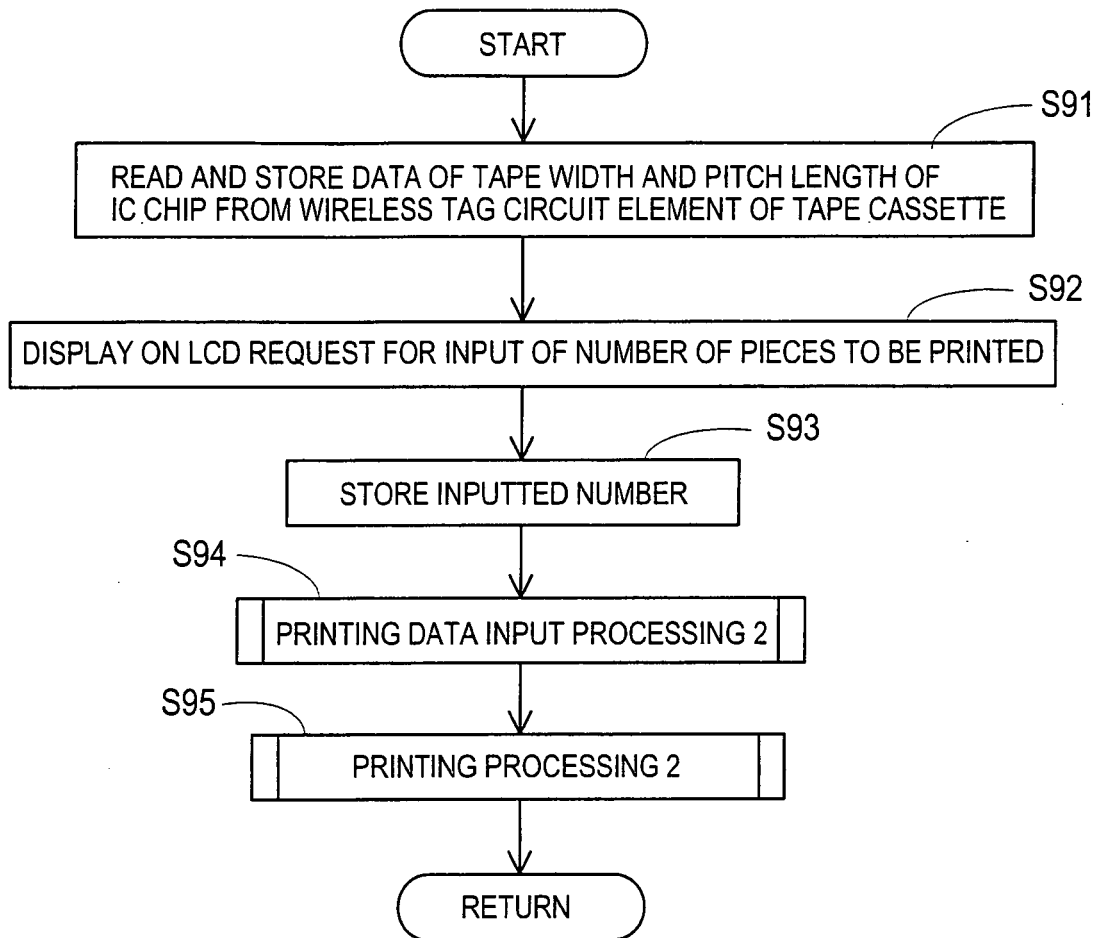 START
S91
READ AND STORE DATA OF TAPE WIDTH AND PITCH LENGTH OF
IC CHIP FROM WIRELESS TAG CIRCUIT ELEMENT OF TAPE CASSETTE
S92
DISPLAY ON LCD REQUEST FOR INPUT OF NUMBER OF PIECES TO BE PRINTED
S93
STORE INPUTTED NUMBER
S94
PRINTING DATA INPUT PROCESSING 2
S95
PRINTING PROCESSING 2
RETURN